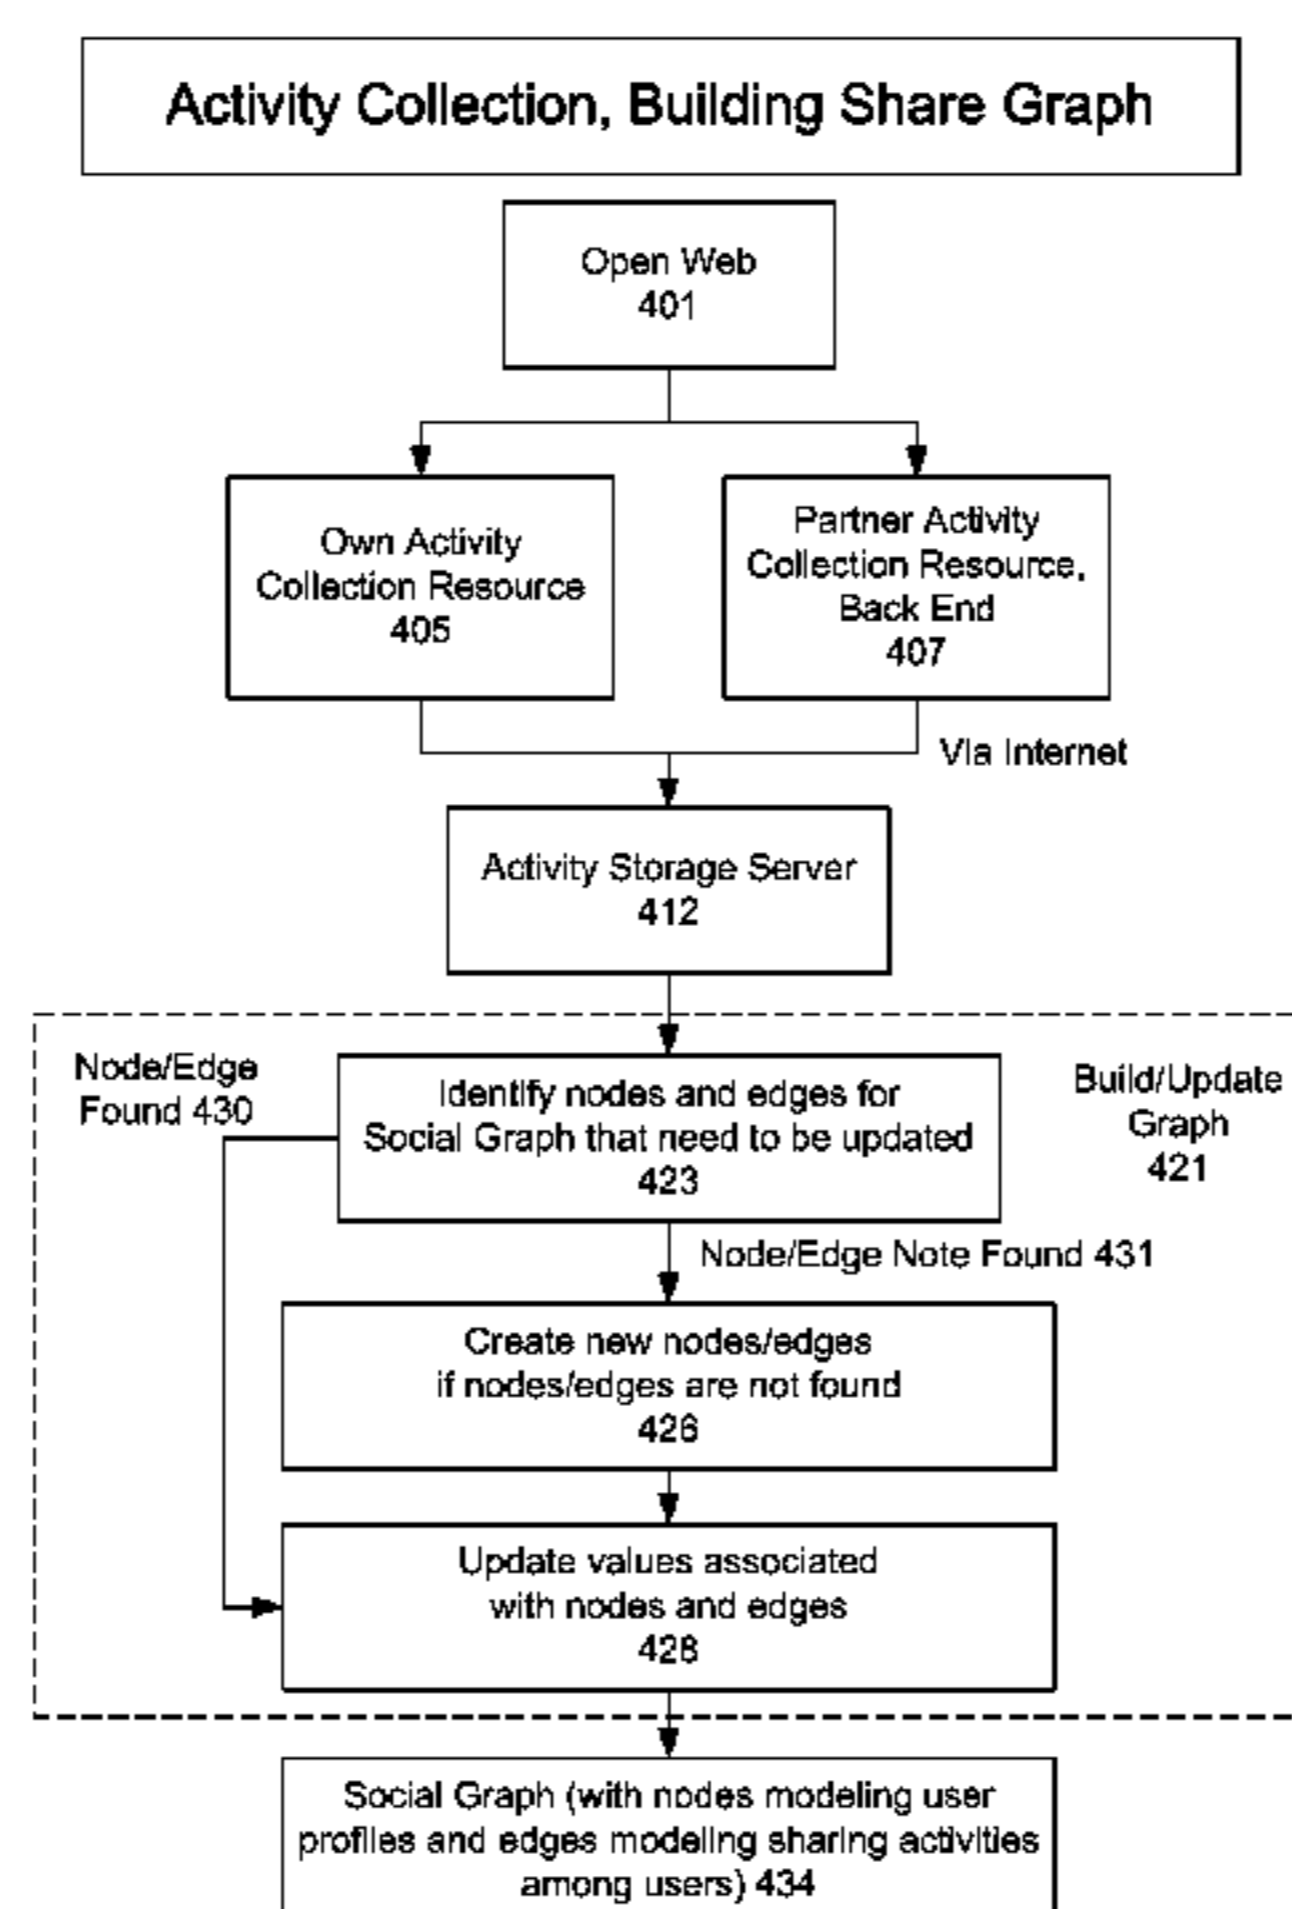 Activity Collection, Building Share Graph
Open Web
401
Own Activity
Collection Resource
405
Partner Activity
Collection Resource,
Back End
407
Via Internet
Activity Storage Server
412
Node/Edge
Found 430
Identify nodes and edges for
Social Graph that need to be updated
423
Build/Update
Graph
421
Node/Edge Note Found 431
Create new nodes/edges
if nodes/edges are not found
426
Update values associated
with nodes and edges
428
Social Graph (with nodes modeling user
profiles and edges modeling sharing activities
among users) 434